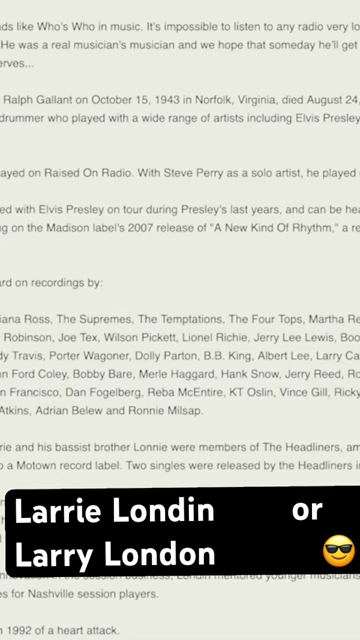 ads like Who's Who in music. It's impossible to listen to any radio very lo
He was a real musician's musician and we hope that someday he'll get
erves...
Ralph Gallant on October 15, 1943 in Norfolk, Virginia, died August 24,
drummer who played with a wide range of artists including Elvis Presley
ayed on Raised On Radio. With Steve Perry as a solo artist, he played
ed with Elvis Presley on tour during Presley's last years, and can be hea
ng on the Madison label's 2007 release of "A New Kind Of Rhythm," a re
ard on recordings by:
iana Ross, The Supremes, The Temptations, The Four Tops, Martha Re
Robinson, Joe Tex, Wilson Pickett, Lionel Richie, Jerry Lee Lewis, Boo
dy Travis, Porter Wagoner, Dolly Parton, B.B. King, Albert Lee, Larry Ca
nn Ford Coley, Bobby Bare, Merle Haggard, Hank Snow, Jerry Reed, Ro
n Francisco, Dan Fogelberg, Reba McEntire, KT Oslin, Vince Gill, Ricky
Atkins, Adrian Belew and Ronnie Milsap.
rie and his bassist brother Lonnie were members of The Headliners, am
o a Motown record label. Two singles were released by the Headliners in
Larrie Londin or
Larry London 😎
session business, Londin mentored younger musicians
es for Nashville session players.
n 1992 of a heart attack.